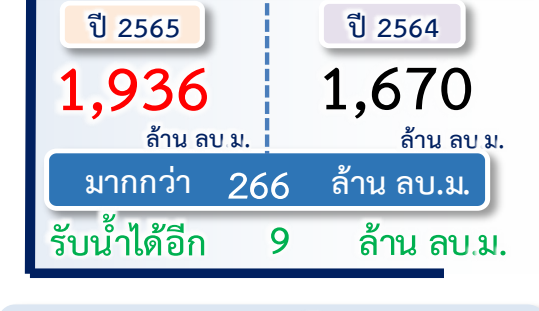 ปี 2565 ปี 2564
1,936 1,670
ล้าน ลบ.ม. ล้าน ลบ.ม.
มากกว่า 266 ล้าน ลบ.ม.
รับน้ำได้อีก 9 ล้าน ลบ.ม.